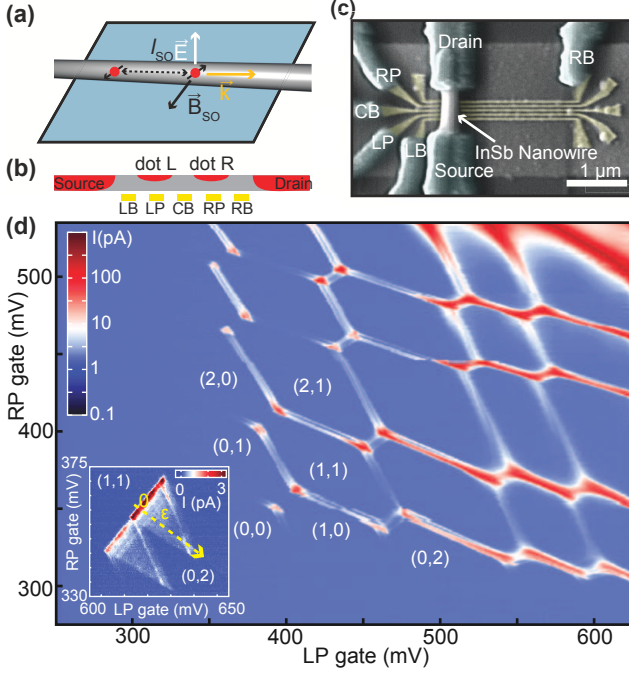 (a)
l_SO
E
k
B_SO
(b)
dot L dot R
Source Drain
LB LP CB RP RB
(c)
Drain
RB
RP
CB
LP
LB
Source
InSb Nanowire
1 µm
(d)
I(pA)
100
10
1
0.1
RP gate (mV)
500
400
300
(2,0)
(2,1)
(0,1)
(1,1)
(0,0)
(1,0)
(0,2)
375
(1,1)
0
ε
0 3
I (pA)
RP gate (mV)
(0,2)
330
600 LP gate (mV) 650
300 400 500 600
LP gate (mV)